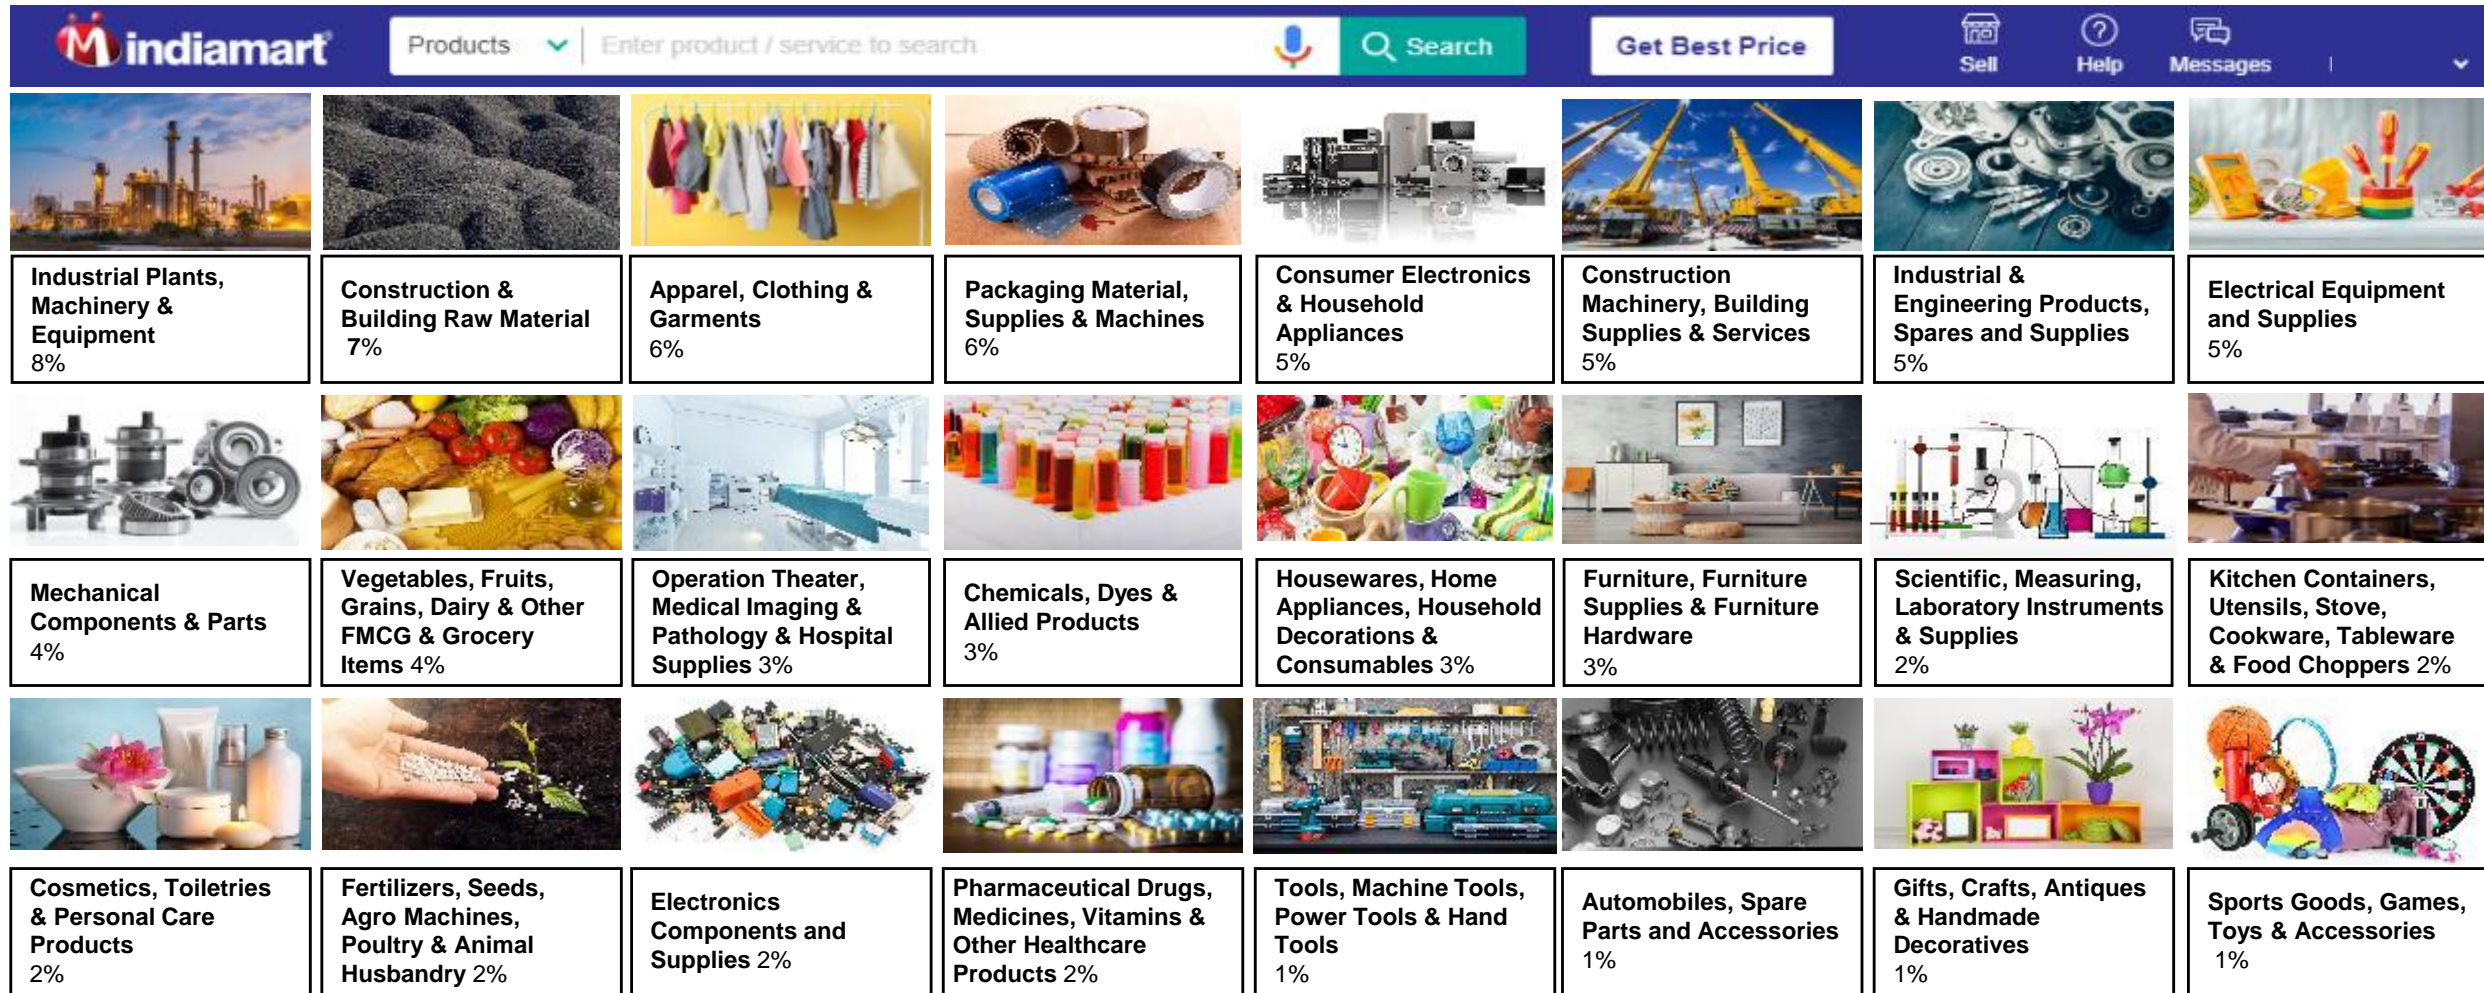 indiamart
Products
Enter product / service to search
Search
Get Best Price
Sell
Help
Messages
Industrial Plants,
Machinery &
Equipment
8%
Construction &
Building Raw Material
7%
Apparel, Clothing &
Garments
6%
Packaging Material,
Supplies & Machines
6%
Consumer Electronics
& Household
Appliances
5%
Construction
Machinery, Building
Supplies & Services
5%
Industrial &
Engineering Products,
Spares and Supplies
5%
Electrical Equipment
and Supplies
5%
Mechanical
Components & Parts
4%
Vegetables, Fruits,
Grains, Dairy & Other
FMCG & Grocery
Items 4%
Operation Theater,
Medical Imaging &
Pathology & Hospital
Supplies 3%
Chemicals, Dyes &
Allied Products
3%
Housewares, Home
Appliances, Household
Decorations &
Consumables 3%
Furniture, Furniture
Supplies & Furniture
Hardware
3%
Scientific, Measuring,
Laboratory Instruments
& Supplies
2%
Kitchen Containers,
Utensils, Stove,
Cookware, Tableware
& Food Choppers 2%
Cosmetics, Toiletries
& Personal Care
Products
2%
Fertilizers, Seeds,
Agro Machines,
Poultry & Animal
Husbandry 2%
Electronics
Components and
Supplies 2%
Pharmaceutical Drugs,
Medicines, Vitamins &
Other Healthcare
Products 2%
Tools, Machine Tools,
Power Tools & Hand
Tools
1%
Automobiles, Spare
Parts and Accessories
1%
Gifts, Crafts, Antiques
& Handmade
Decoratives
1%
Sports Goods, Games,
Toys & Accessories
1%